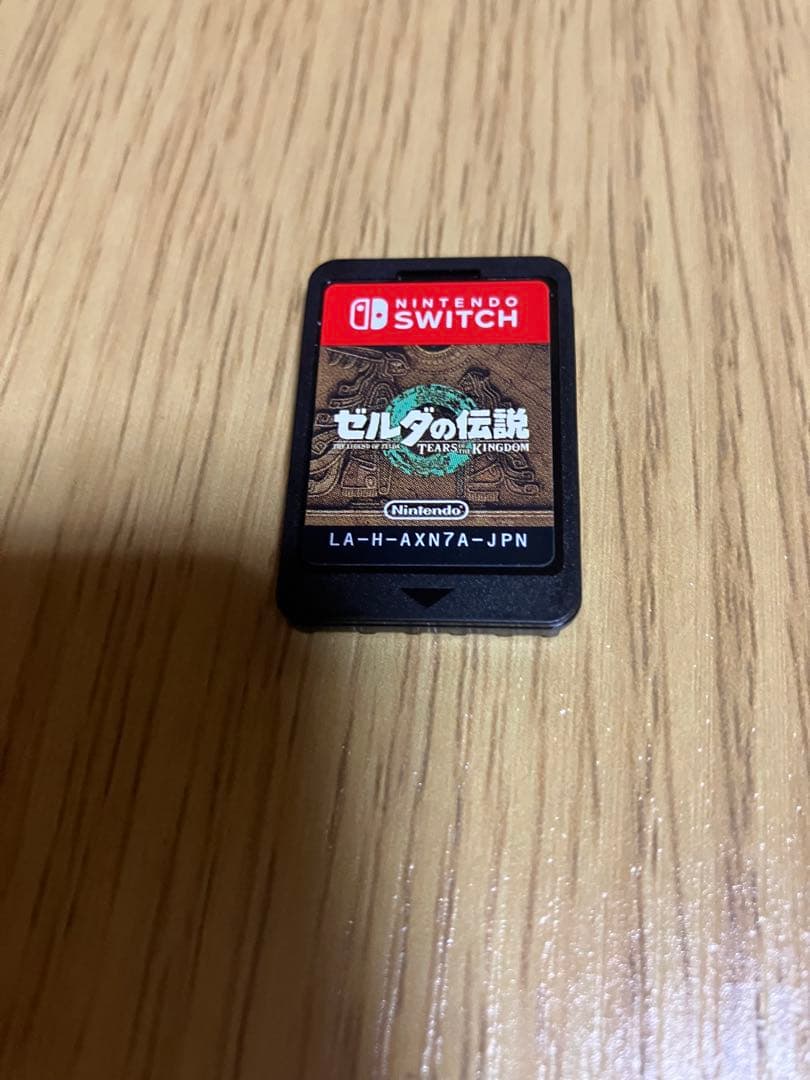 NINTENDO
SWITCH
ゼルダの伝説
THE LEGEND OF ZELDA TEARS OF THE KINGDOM
Nintendo
LA-H-AXN7A-JPN